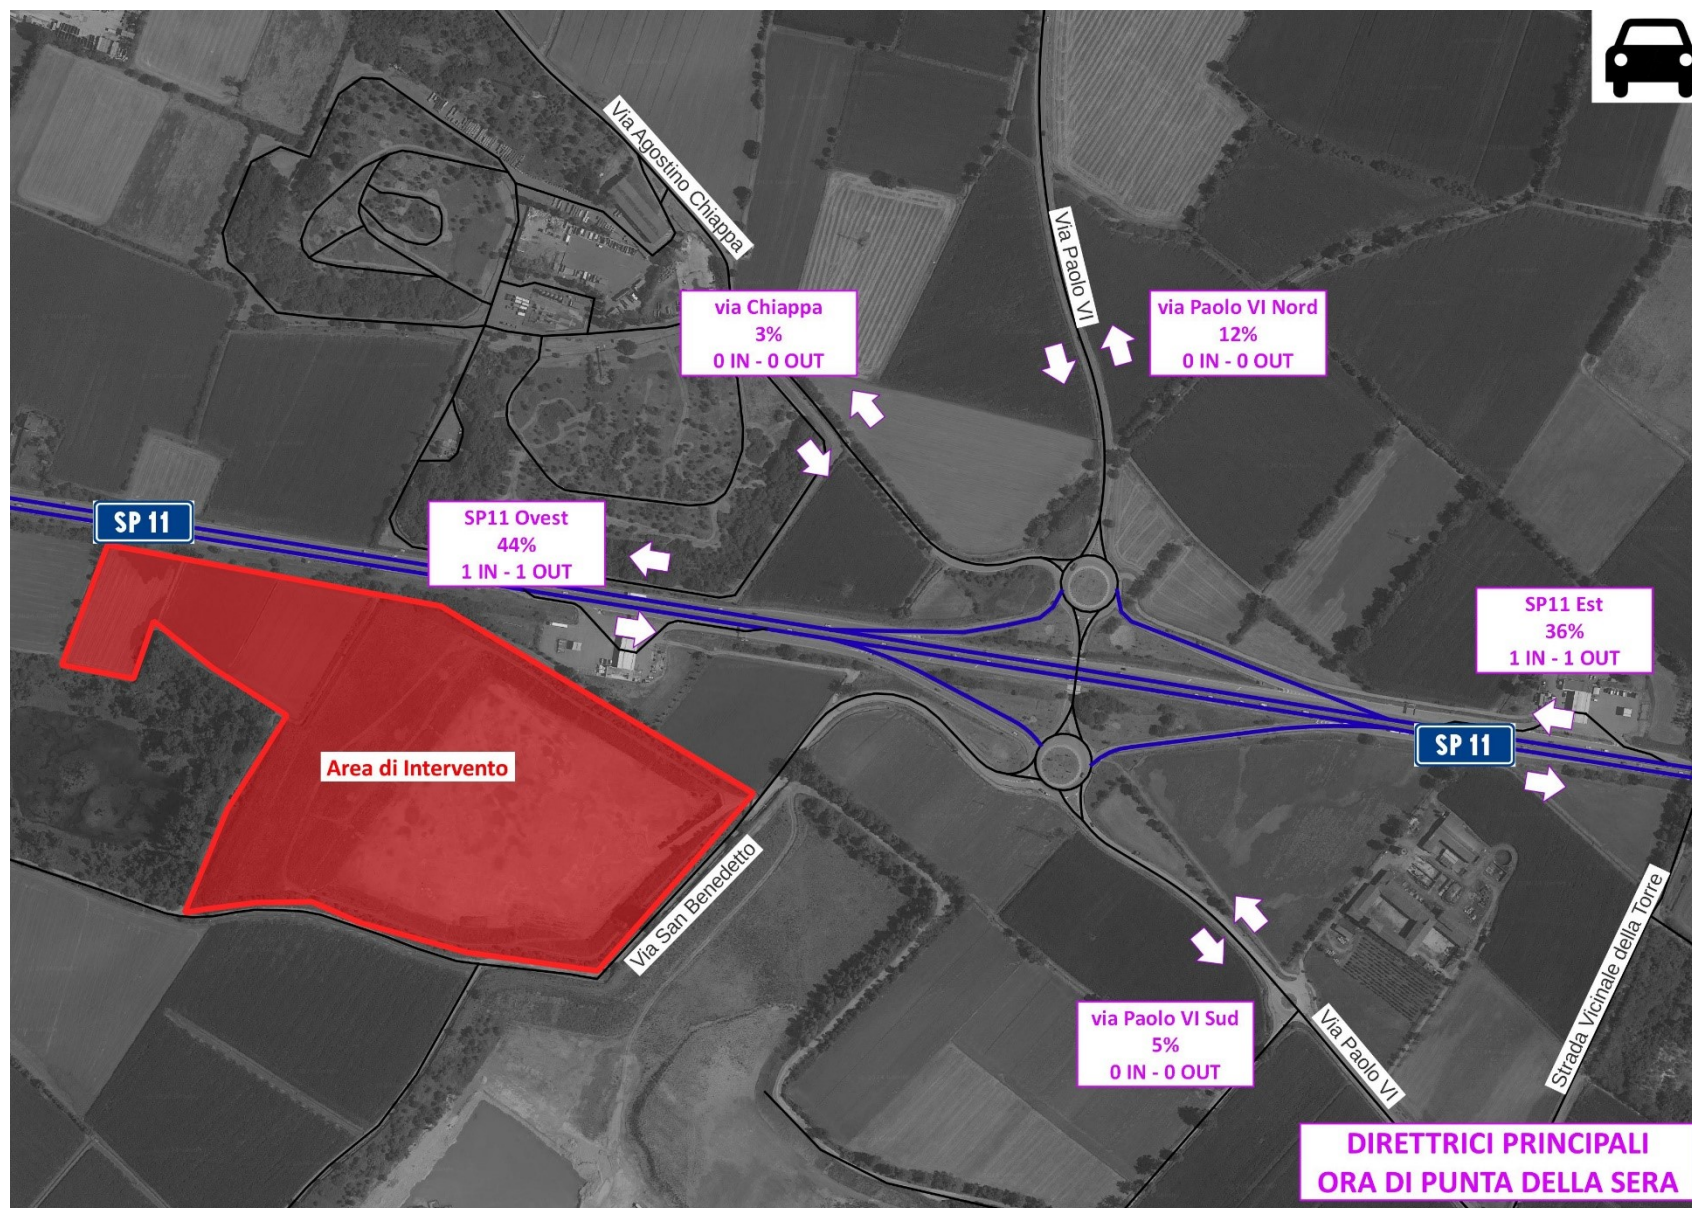 Via Agostino Chiappa
Via Paolo VI
via Chiappa
3%
0 IN - 0 OUT
via Paolo VI Nord
12%
0 IN - 0 OUT
SP 11
SP11 Ovest
44%
1 IN - 1 OUT
SP11 Est
36%
1 IN - 1 OUT
SP 11
Area di Intervento
Via San Benedetto
Strada Vicinale della Torre
via Paolo VI Sud
5%
0 IN - 0 OUT
Via Paolo VI
DIRETTRICI PRINCIPALI
ORA DI PUNTA DELLA SERA